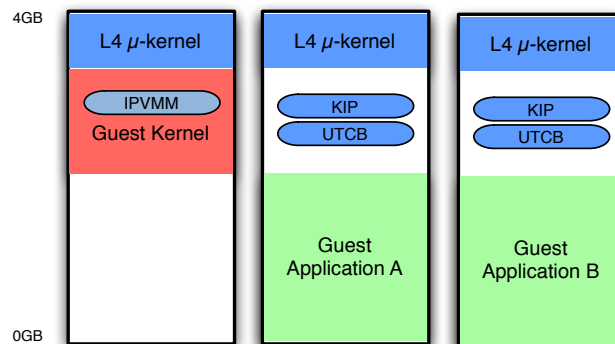 4GB
L4 µ-kernel
IPVMM
Guest Kernel
L4 µ-kernel
KIP
UTCB
Guest
Application A
L4 µ-kernel
KIP
UTCB
Guest
Application B
0GB